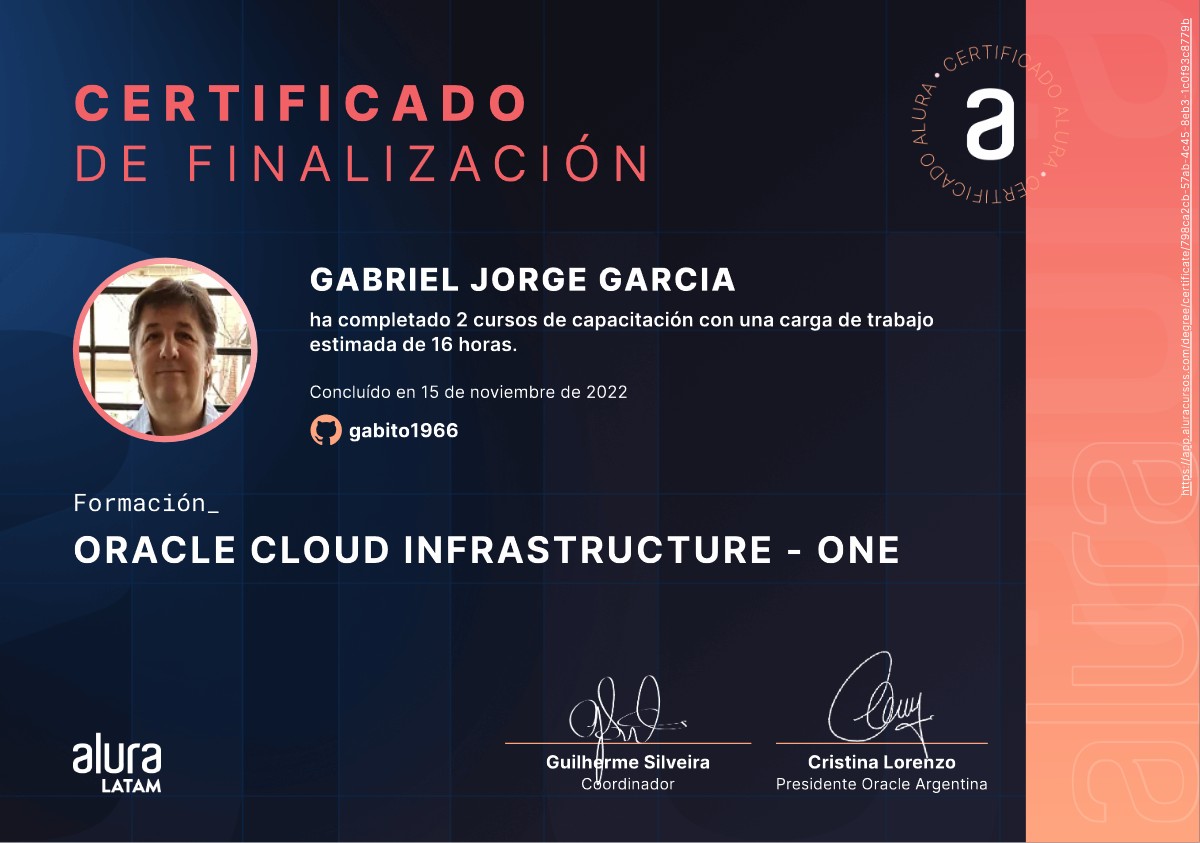 CERTIFICADO
DE FINALIZACIÓN
CERTIFICADO ALURA • CERTIFICADO ALURA •
a
GABRIEL JORGE GARCIA
ha completado 2 cursos de capacitación con una carga de trabajo
estimada de 16 horas.
Concluído en 15 de noviembre de 2022
gabito1966
Formación_
ORACLE CLOUD INFRASTRUCTURE - ONE
alura
LATAM
Guilherme Silveira
Coordinador
Cristina Lorenzo
Presidente Oracle Argentina
https://app.aluracursos.com/degree/certificate/798ca2cb-57ab-4c45-8eb3-1c0f93c8779b
alura